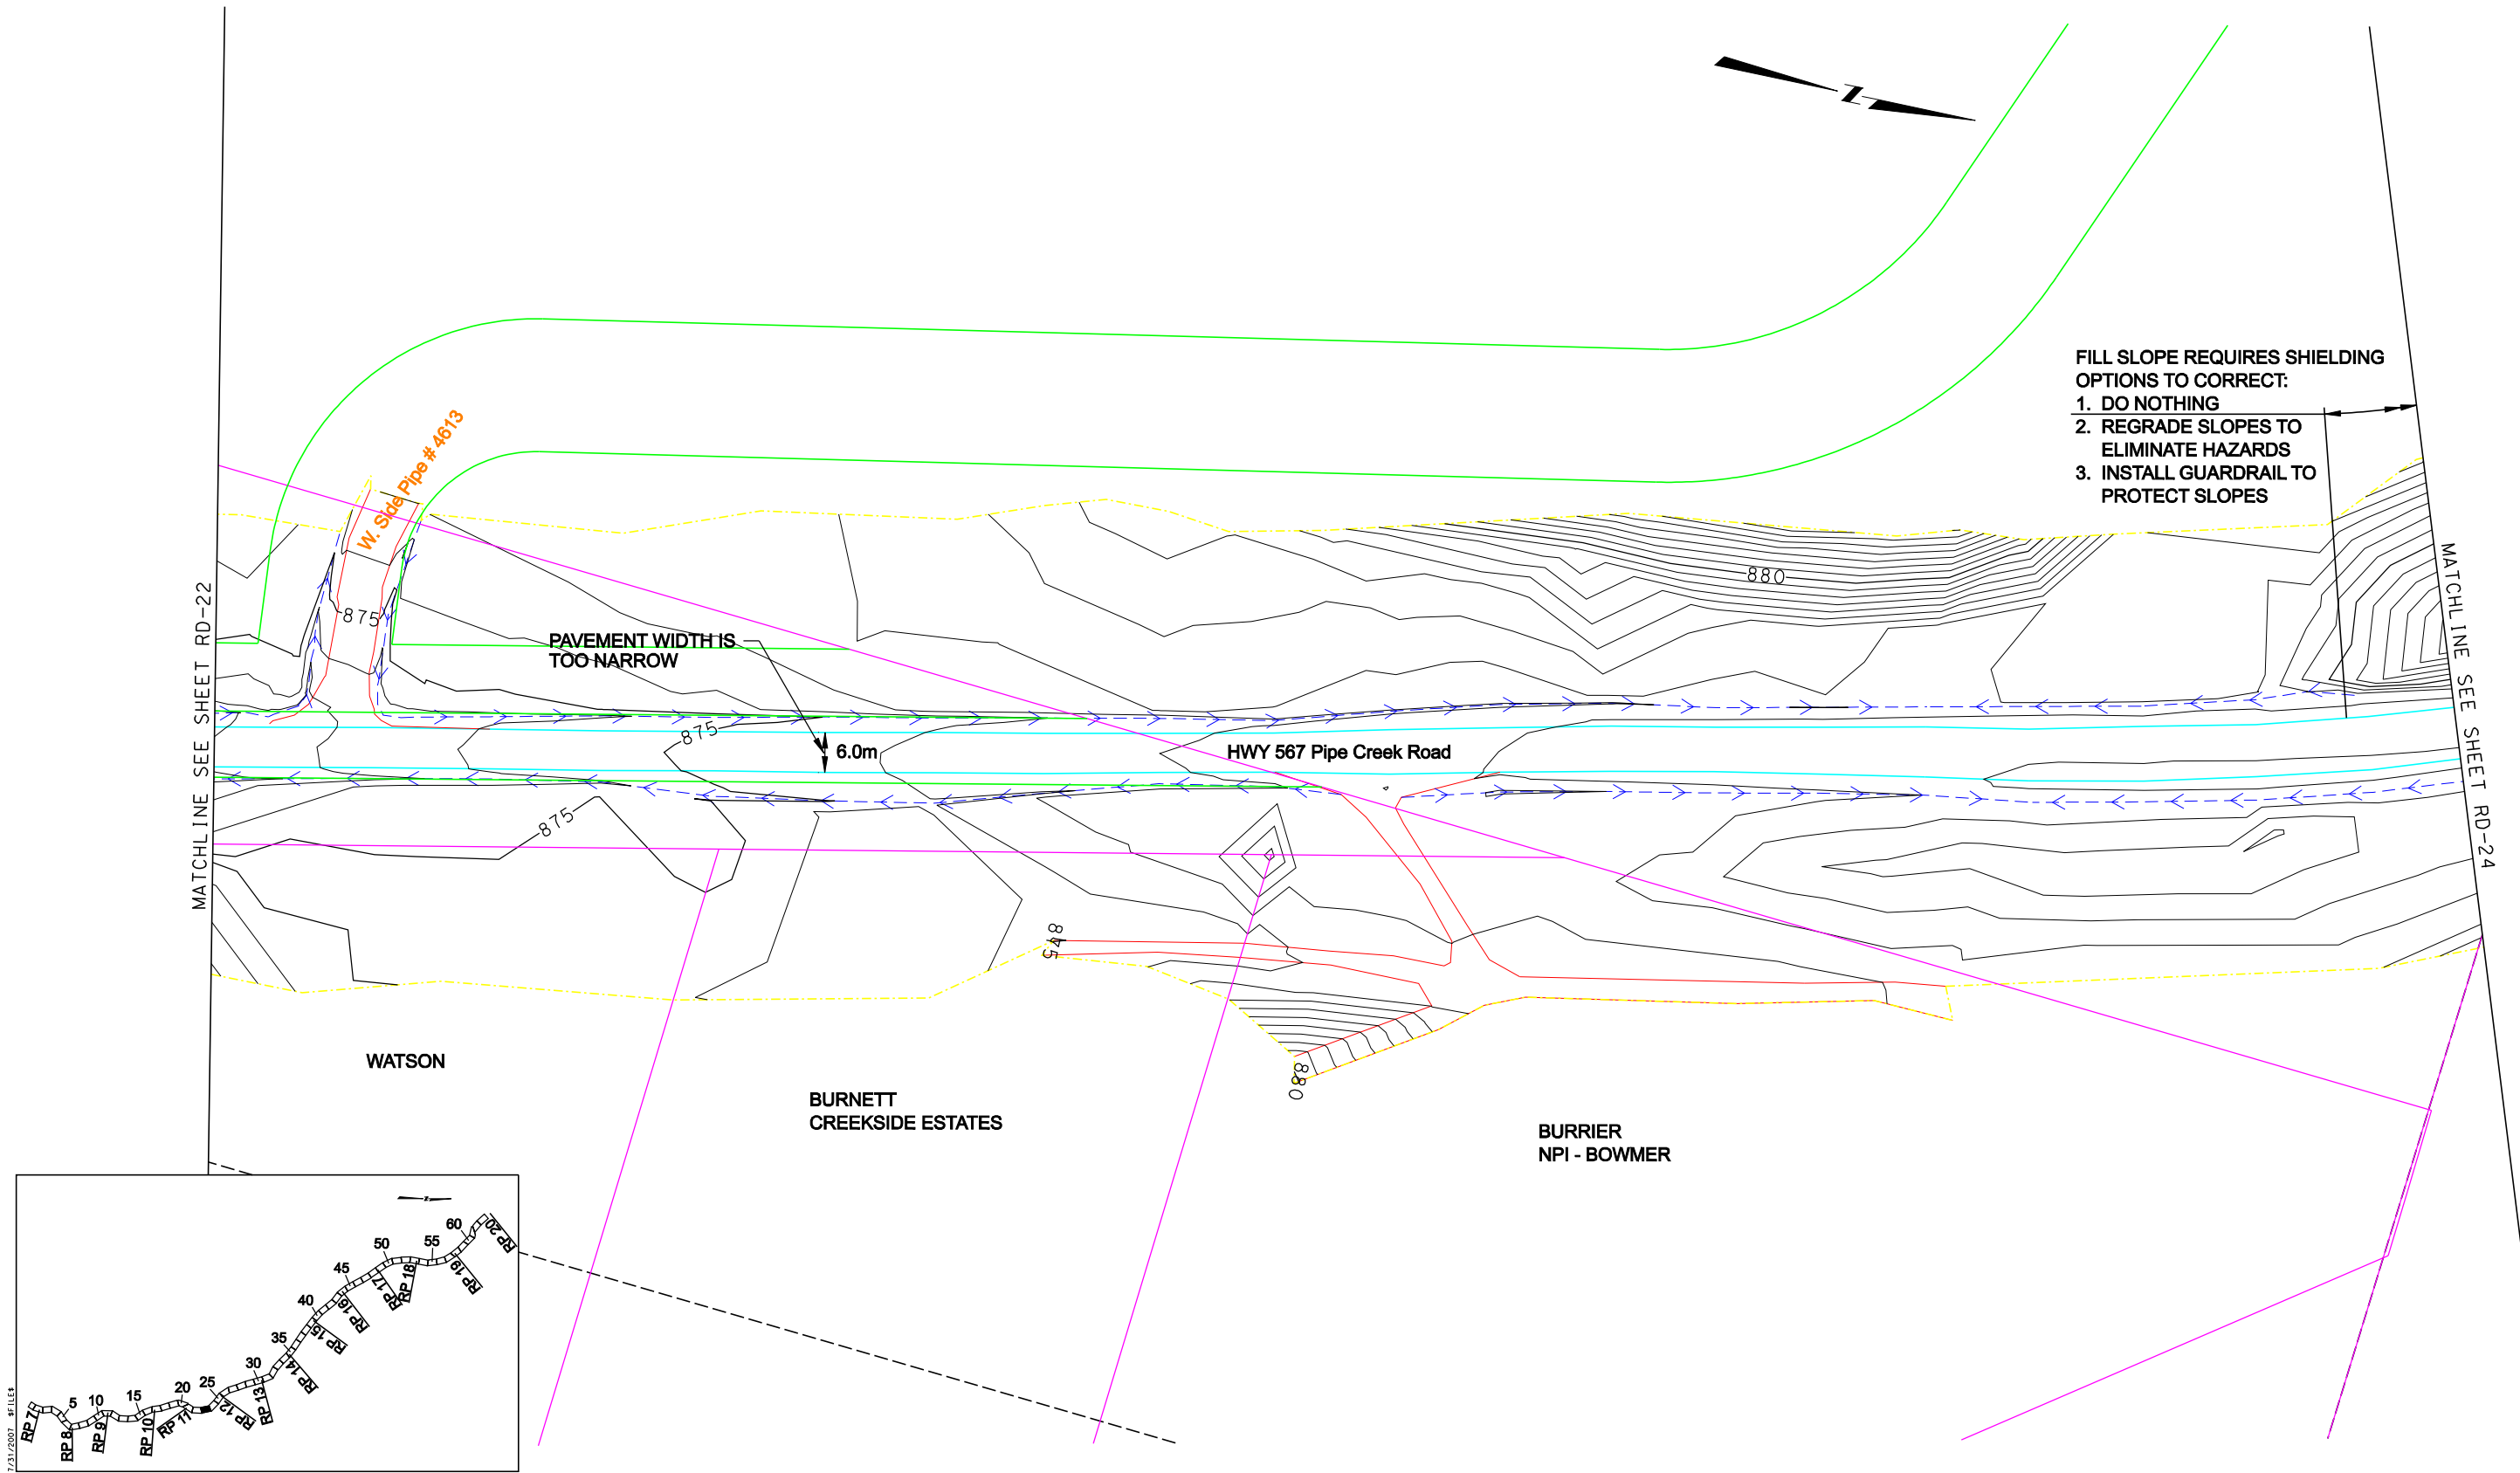 FILL SLOPE REQUIRES SHIELDING
OPTIONS TO CORRECT:
1. DO NOTHING
2. REGRADE SLOPES TO
ELIMINATE HAZARDS
3. INSTALL GUARDRAIL TO
PROTECT SLOPES
W. Side Pipe # 4613
MATCHLINE SEE SHEET RD-22
MATCHLINE SEE SHEET RD-24
880
875
PAVEMENT WIDTH IS
TOO NARROW
875
6.0m
HWY 567 Pipe Creek Road
875
845
880
WATSON
BURNETT
CREEKSIDE ESTATES
BURRIER
NPI - BOWMER
N
N
5
10
15
20
25
30
35
40
45
50
55
60
RP 7
RP 8
RP 9
RP 10
RP 11
RP 12
RP 13
RP 14
RP 15
RP 16
RP 17
RP 18
RP 19
RP 20
7/31/2007 $FILE$